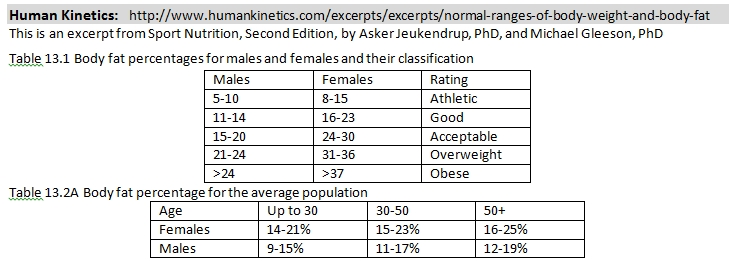 Human Kinetics: http://www.humankinetics.com/excerpts/excerpts/normal-ranges-of-body-weight-and-body-fat
This is an excerpt from Sport Nutrition, Second Edition, by Asker Jeukendrup, PhD, and Michael Gleeson, PhD
Table 13.1 Body fat percentages for males and females and their classification
Males Females Rating
5-10 8-15 Athletic
11-14 16-23 Good
15-20 24-30 Acceptable
21-24 31-36 Overweight
>24 >37 Obese
Table 13.2A Body fat percentage for the average population
Age Up to 30 30-50 50+
Females 14-21% 15-23% 16-25%
Males 9-15% 11-17% 12-19%